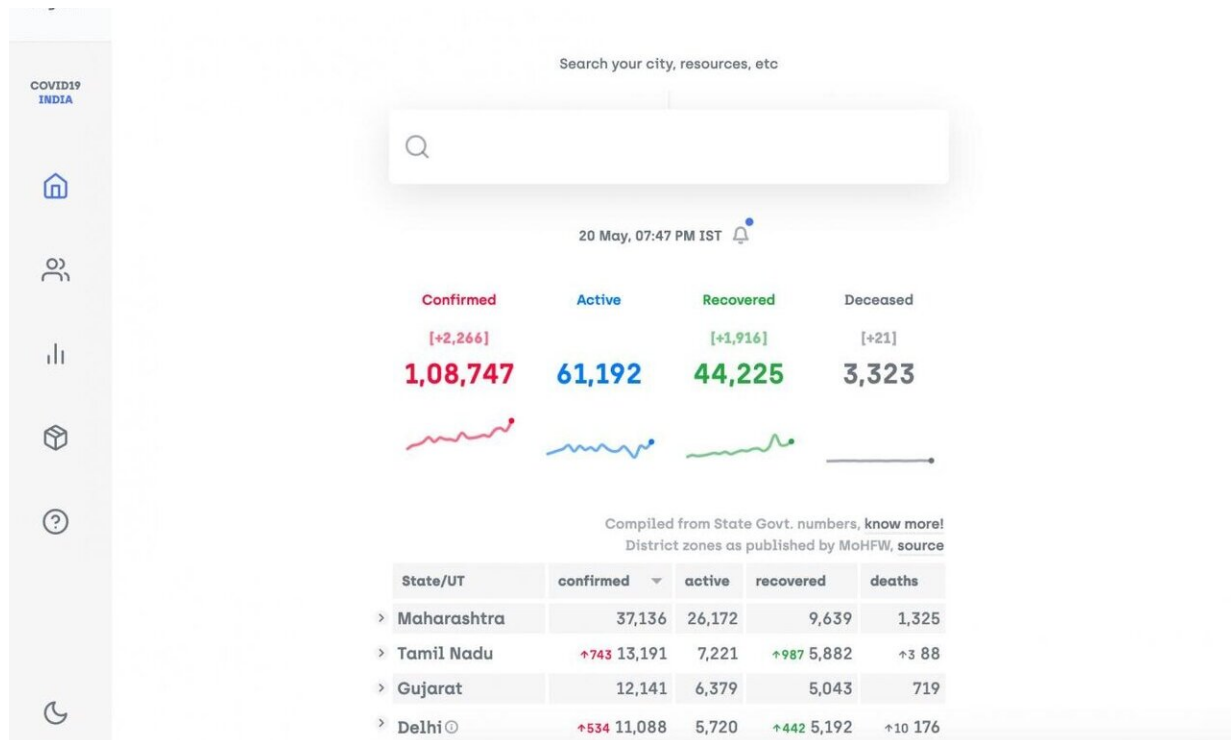 COVID19
INDIA
Search your city, resources, etc
20 May, 07:47 PM IST
Confirmed Active Recovered Deceased
[+2,266] [+1,916] [+21]
1,08,747 61,192 44,225 3,323
Compiled from State Govt. numbers, know more!
District zones as published by MoHFW, source
State/UT confirmed active recovered deaths
Maharashtra 37,136 26,172 9,639 1,325
Tamil Nadu ↑743 13,191 7,221 ↑987 5,882 ↑3 88
Gujarat 12,141 6,379 5,043 719
Delhi ↑534 11,088 5,720 ↑442 5,192 ↑10 176